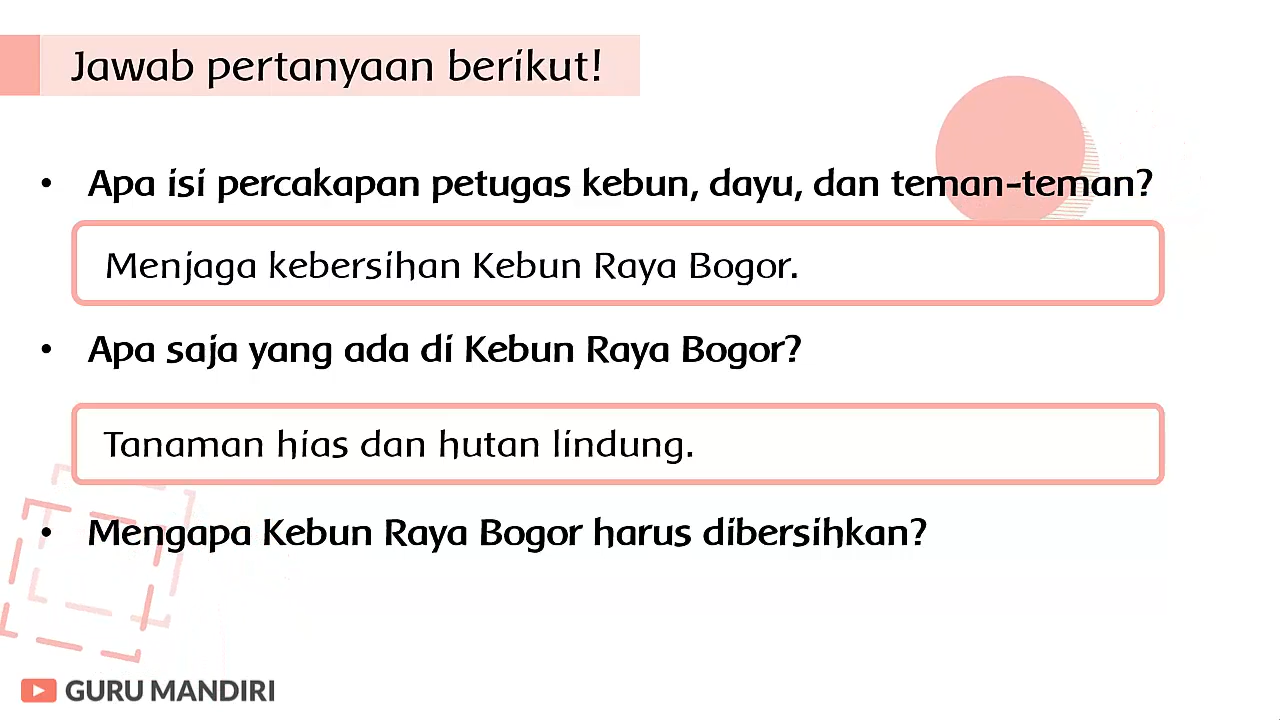 Jawab pertanyaan berikut!
• Apa isi percakapan petugas kebun, dayu, dan teman-teman?
Menjaga kebersihan Kebun Raya Bogor.
• Apa saja yang ada di Kebun Raya Bogor?
Tanaman hias dan hutan lindung.
• Mengapa Kebun Raya Bogor harus dibersihkan?
GURU MANDIRI